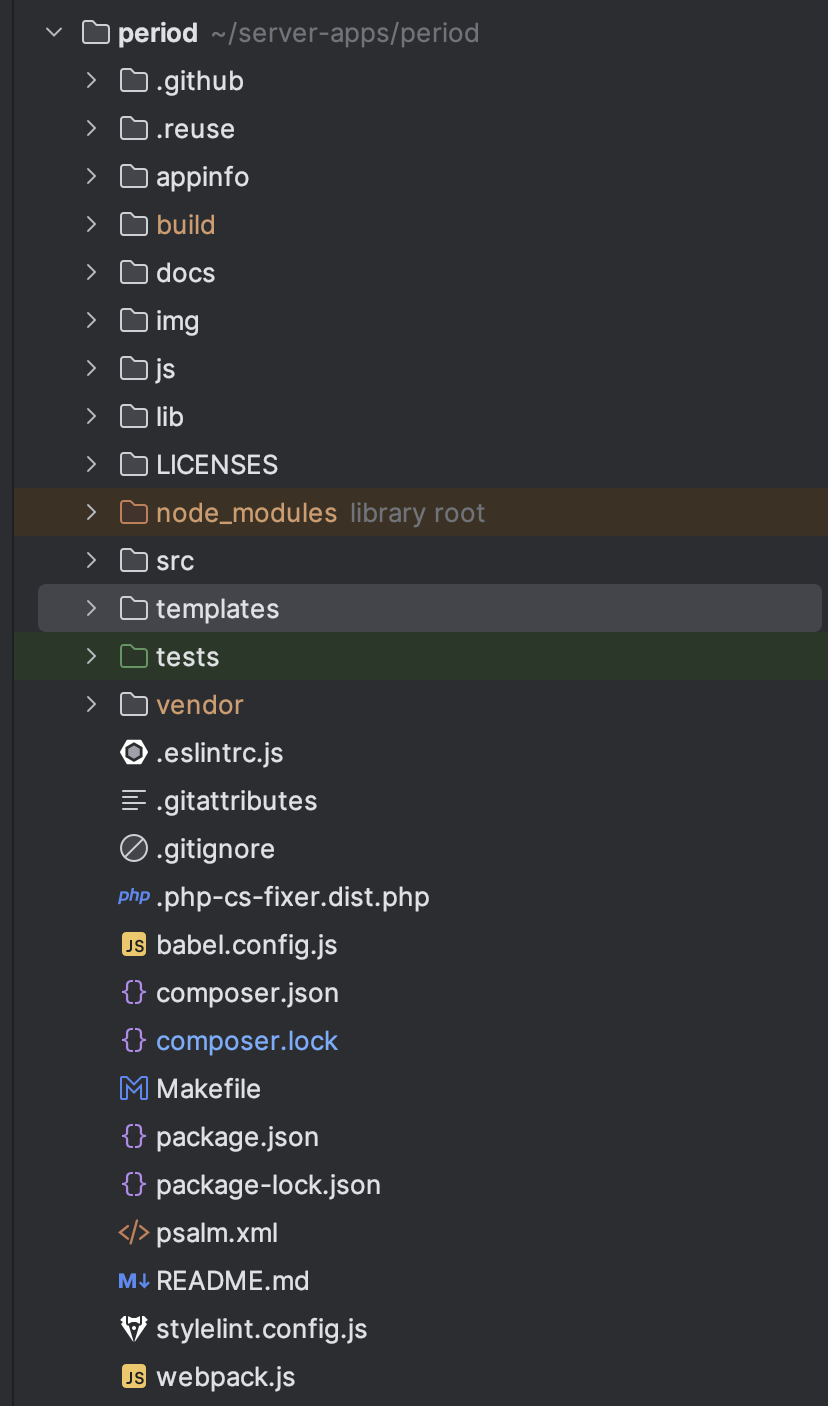 period ~/server-apps/period
.github
.reuse
appinfo
build
docs
img
js
lib
LICENSES
node_modules library root
src
templates
tests
vendor
.eslintrc.js
.gitattributes
.gitignore
php .php-cs-fixer.dist.php
JS babel.config.js
{} composer.json
{} composer.lock
Makefile
{} package.json
{} package-lock.json
</> psalm.xml
M↓ README.md
stylelint.config.js
JS webpack.js